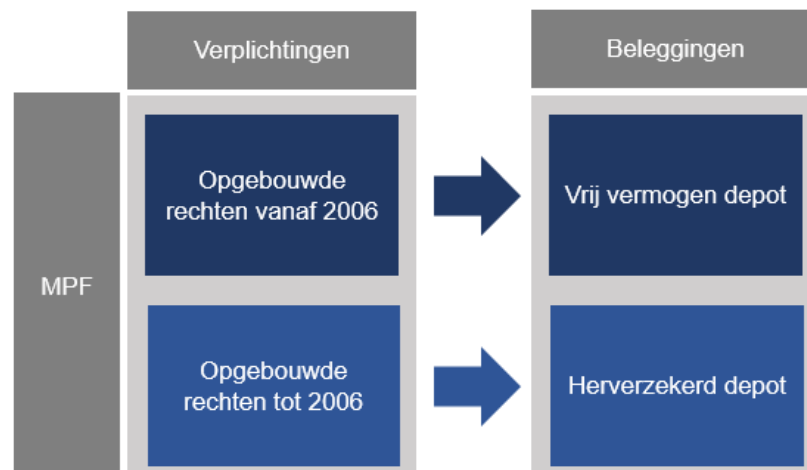 Verplichtingen
Beleggingen
MPF
Opgebouwde
rechten vanaf 2006
Vrij vermogen depot
Opgebouwde
rechten tot 2006
Herverzekerd depot